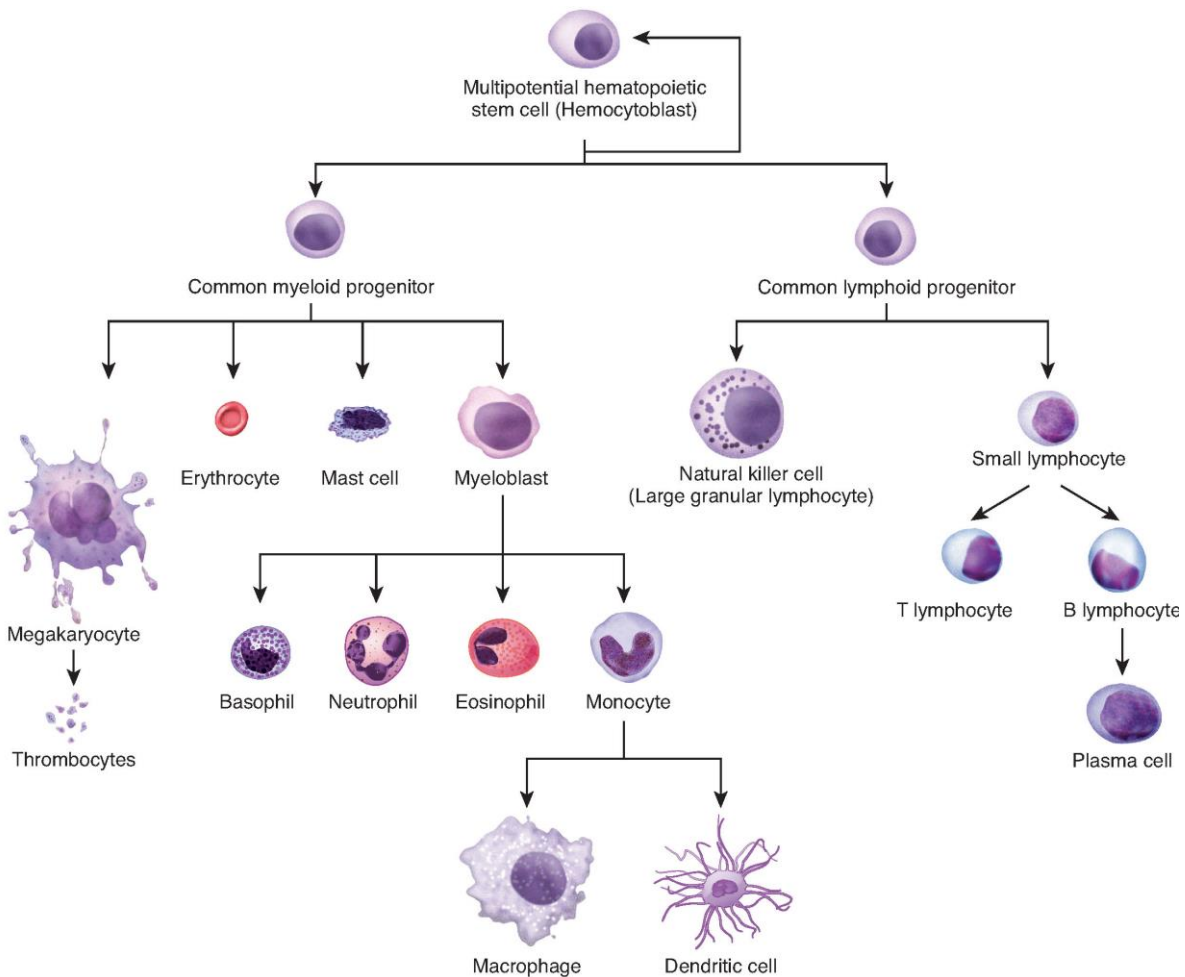 Multipotential hematopoietic
stem cell (Hemocytoblast)
Common myeloid progenitor
Common lymphoid progenitor
Erythrocyte
Mast cell
Myeloblast
Natural killer cell
(Large granular lymphocyte)
Small lymphocyte
T lymphocyte
B lymphocyte
Megakaryocyte
Basophil
Neutrophil
Eosinophil
Monocyte
Thrombocytes
Plasma cell
Macrophage
Dendritic cell